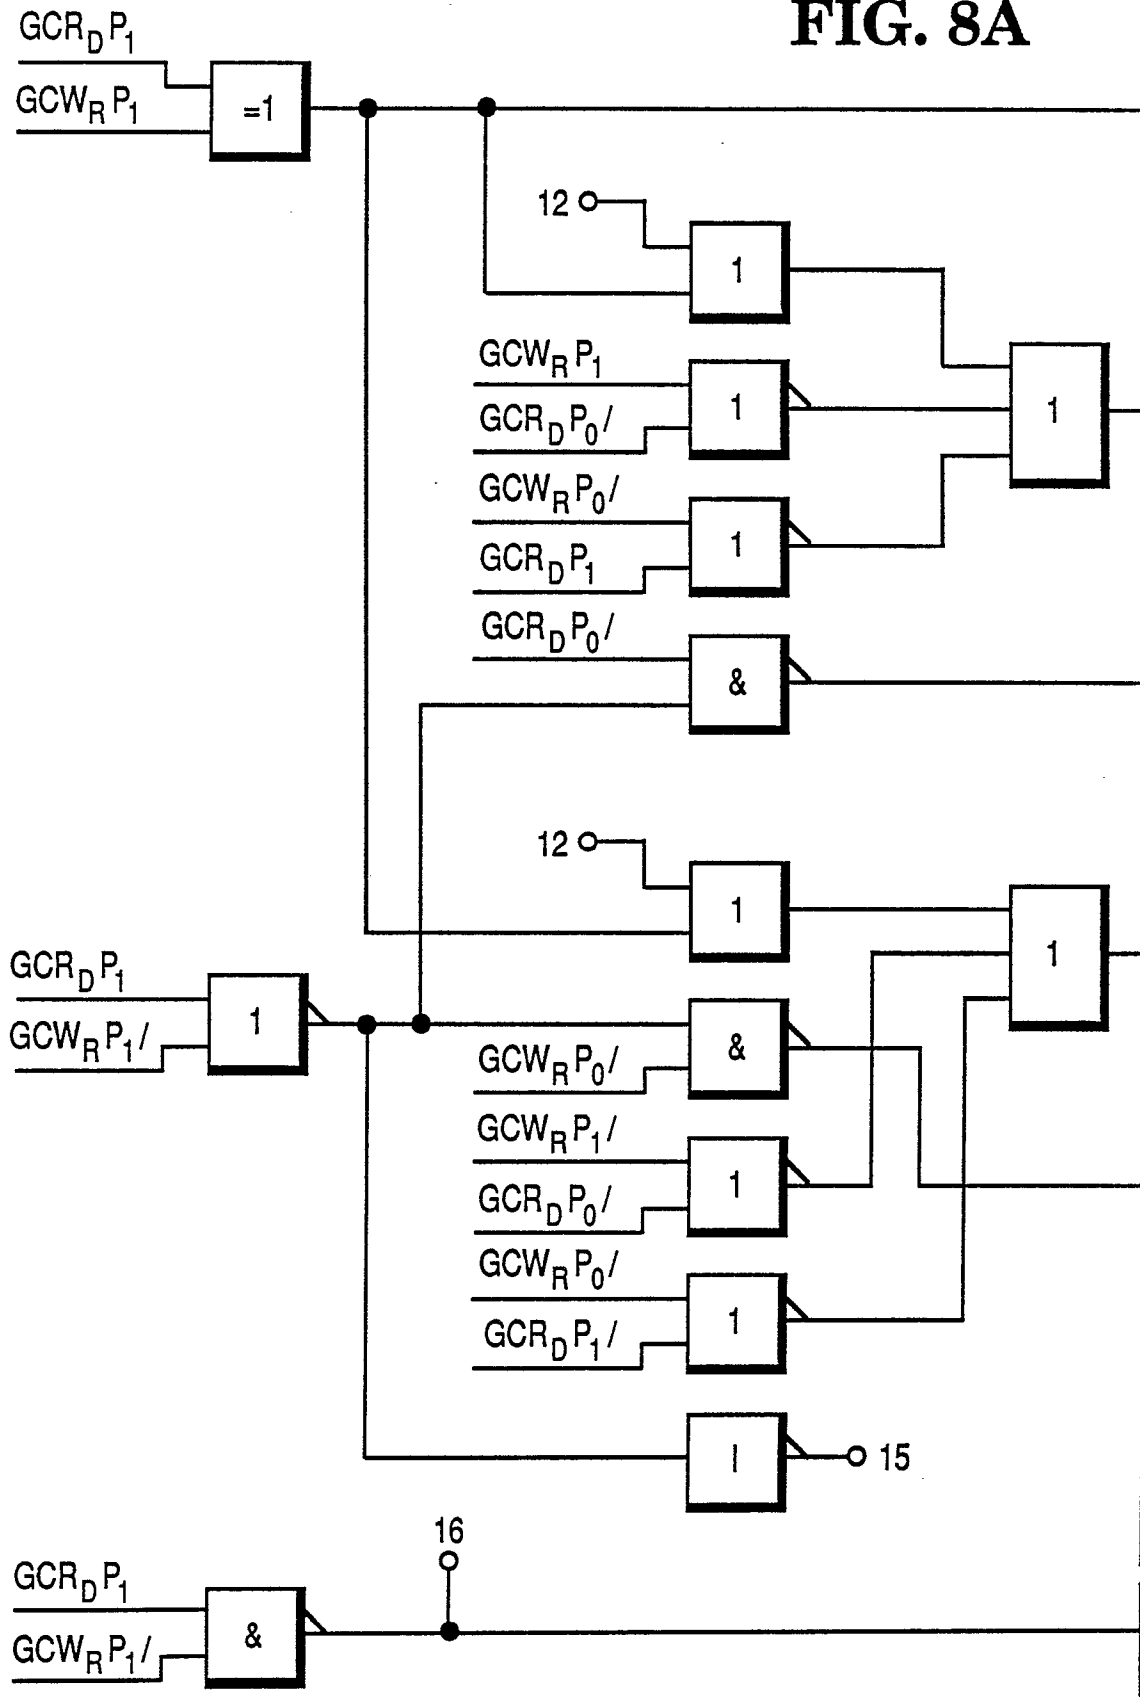 FIG. 8A
GCR_D P_1
GCW_R P_1
=1
12
1
GCW_R P_1
GCR_D P_0 /
1
1
GCW_R P_0 /
GCR_D P_1
1
GCR_D P_0 /
&
12
1
1
GCR_D P_1
GCW_R P_1 /
1
GCW_R P_0 /
&
GCW_R P_1 /
GCR_D P_0 /
1
GCW_R P_0 /
GCR_D P_1 /
1
I
15
16
GCR_D P_1
GCW_R P_1 /
&